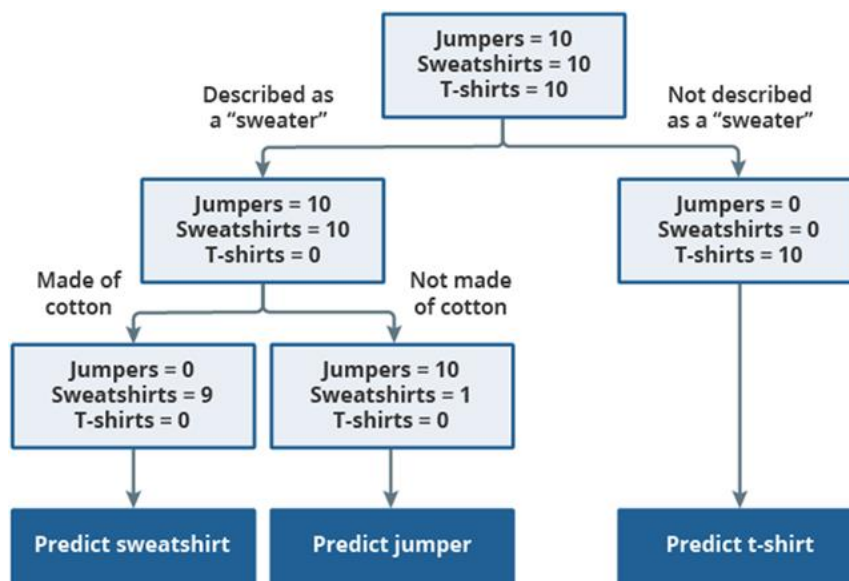 Jumpers = 10
Sweatshirts = 10
T-shirts = 10
Described as
a “sweater”
Not described
as a “sweater”
Jumpers = 10
Sweatshirts = 10
T-shirts = 0
Jumpers = 0
Sweatshirts = 0
T-shirts = 10
Made of
cotton
Not made
of cotton
Jumpers = 0
Sweatshirts = 9
T-shirts = 0
Jumpers = 10
Sweatshirts = 1
T-shirts = 0
Predict sweatshirt
Predict jumper
Predict t-shirt